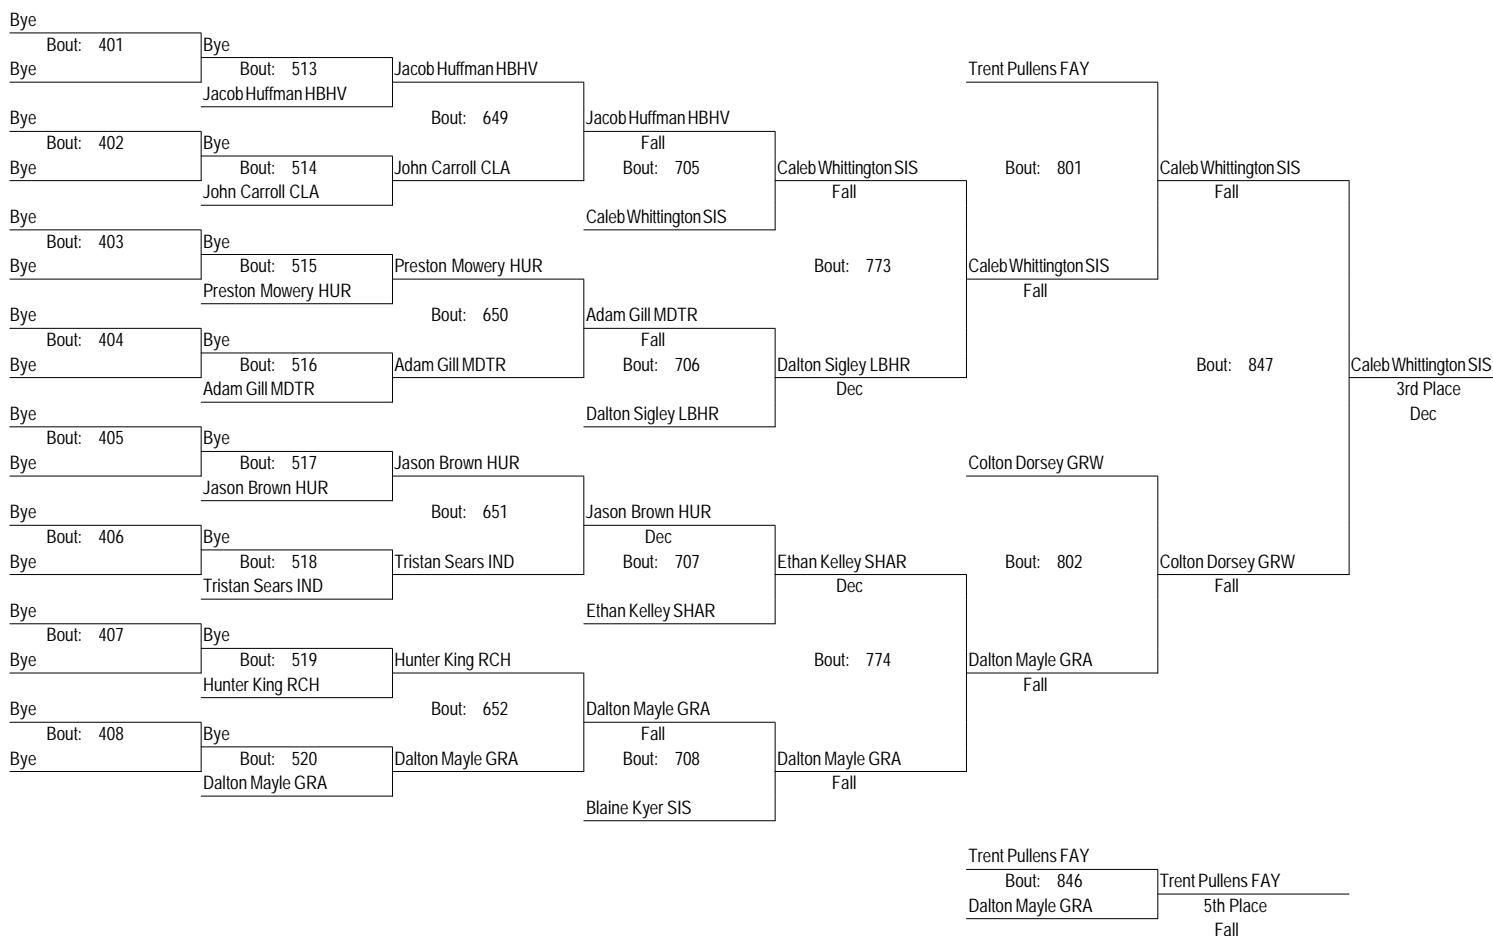 Bye
Bout: 401
Bye
Bye
Bout: 402
Bye
Bye
Bout: 403
Bye
Bye
Bout: 404
Bye
Bye
Bout: 405
Bye
Bye
Bout: 406
Bye
Bye
Bout: 407
Bye
Bye
Bout: 408
Bye
Bye
Bout: 513
Jacob Huffman HBHV
Bye
Bout: 514
John Carroll CLA
Bye
Bout: 515
Preston Mowery HUR
Bye
Bout: 516
Adam Gill MDTR
Bye
Bout: 517
Jason Brown HUR
Bye
Bout: 518
Tristan Sears IND
Bye
Bout: 519
Hunter King RCH
Bye
Bout: 520
Dalton Mayle GRA
Jacob Huffman HBHV
Bout: 649
John Carroll CLA
Preston Mowery HUR
Bout: 650
Adam Gill MDTR
Jason Brown HUR
Bout: 651
Tristan Sears IND
Hunter King RCH
Bout: 652
Dalton Mayle GRA
Jacob Huffman HBHV
Fall
Bout: 705
Caleb Whittington SIS
Adam Gill MDTR
Fall
Bout: 706
Dalton Sigley LBHR
Jason Brown HUR
Dec
Bout: 707
Ethan Kelley SHAR
Dalton Mayle GRA
Fall
Bout: 708
Blaine Kyer SIS
Caleb Whittington SIS
Fall
Bout: 773
Dalton Sigley LBHR
Dec
Ethan Kelley SHAR
Dec
Bout: 774
Dalton Mayle GRA
Fall
Trent Pullens FAY
Bout: 801
Caleb Whittington SIS
Fall
Colton Dorsey GRW
Bout: 802
Dalton Mayle GRA
Fall
Caleb Whittington SIS
Fall
Bout: 847
Colton Dorsey GRW
Fall
Caleb Whittington SIS
3rd Place
Dec
Trent Pullens FAY
Bout: 846
Dalton Mayle GRA
Trent Pullens FAY
5th Place
Fall